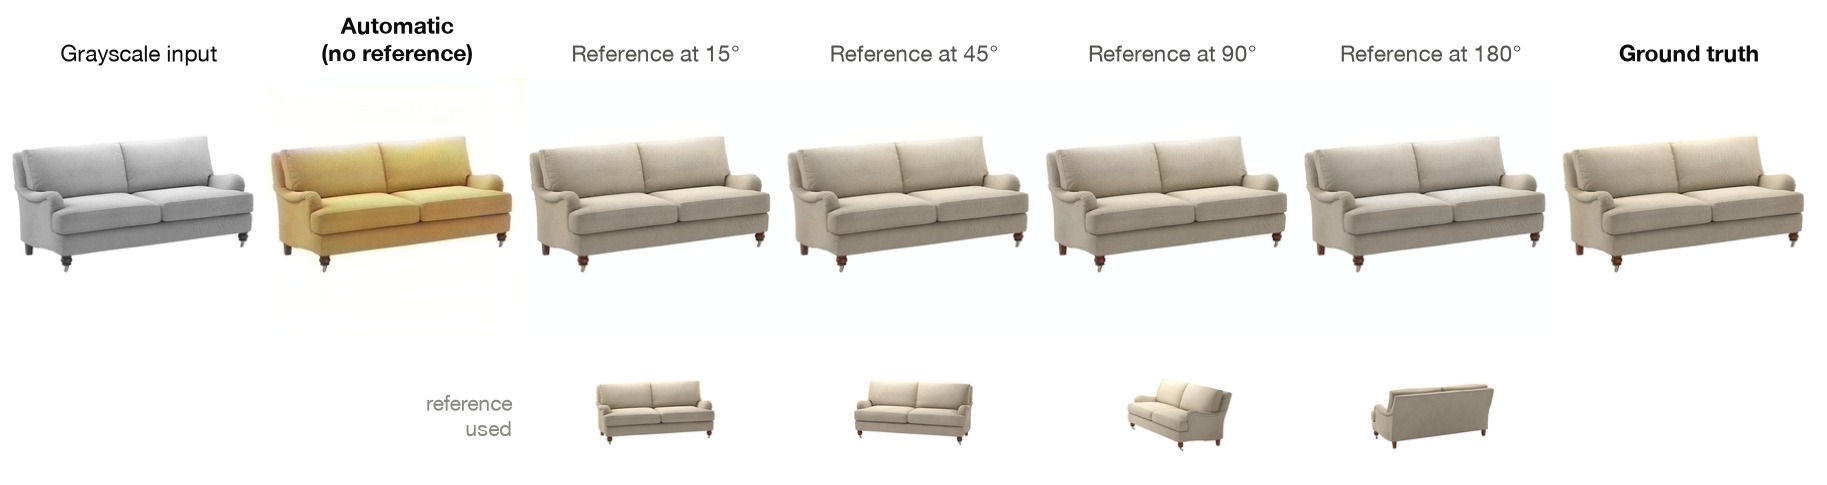 Grayscale input
Automatic
(no reference)
Reference at 15°
Reference at 45°
Reference at 90°
Reference at 180°
Ground truth
reference
used